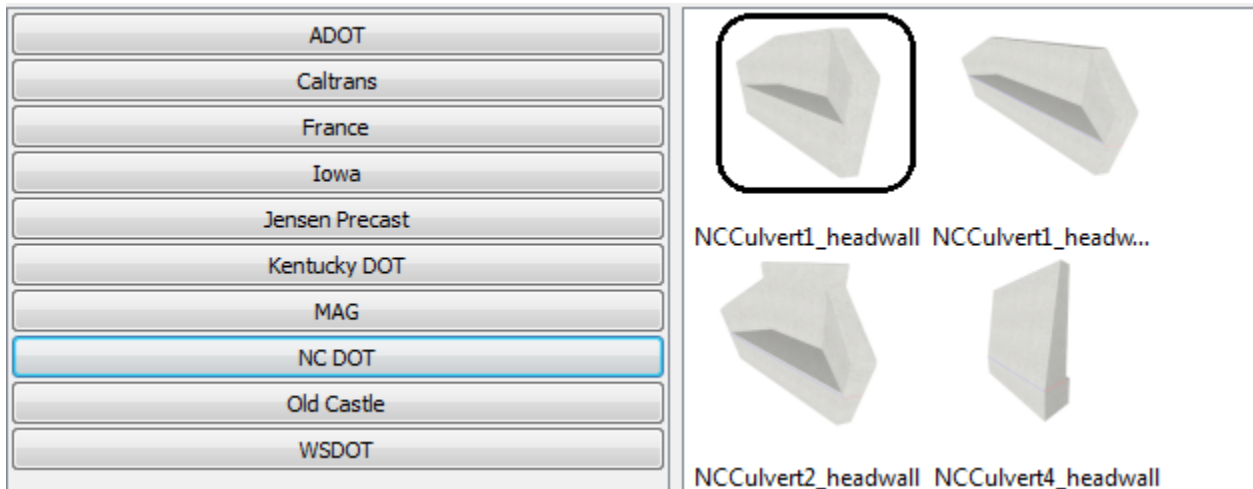 ADOT
Caltrans
France
Iowa
Jensen Precast
Kentucky DOT
MAG
NC DOT
Old Castle
WSDOT
NCCulvert1_headwall NCCulvert1_headw...
NCCulvert2_headwall NCCulvert4_headwall